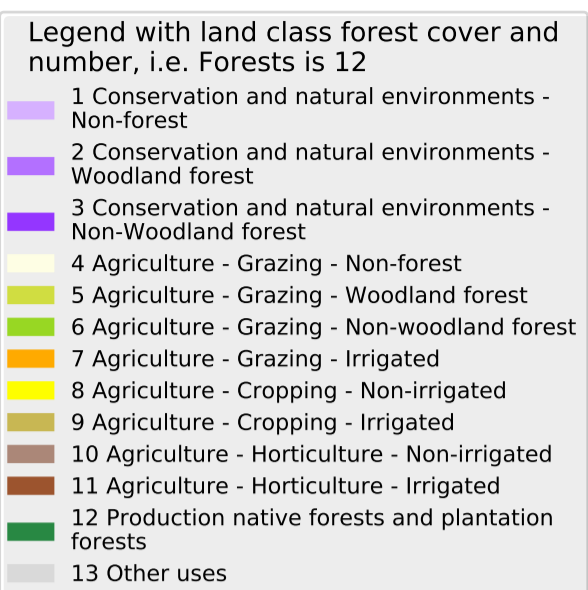 Legend with land class forest cover and
number, i.e. Forests is 12
1 Conservation and natural environments -
Non-forest
2 Conservation and natural environments -
Woodland forest
3 Conservation and natural environments -
Non-Woodland forest
4 Agriculture - Grazing - Non-forest
5 Agriculture - Grazing - Woodland forest
6 Agriculture - Grazing - Non-woodland forest
7 Agriculture - Grazing - Irrigated
8 Agriculture - Cropping - Non-irrigated
9 Agriculture - Cropping - Irrigated
10 Agriculture - Horticulture - Non-irrigated
11 Agriculture - Horticulture - Irrigated
12 Production native forests and plantation
forests
13 Other uses